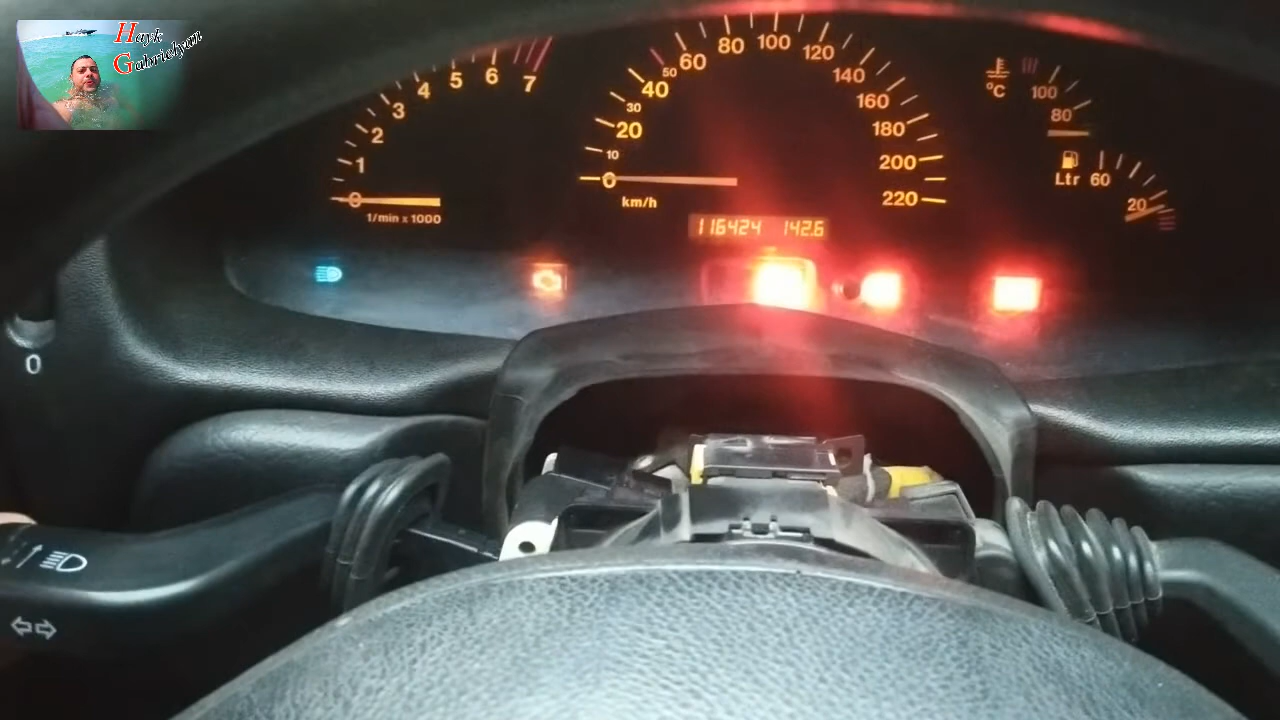 Hayk
Gabrielyan
0 1 2 3 4 5 6 7
1/min x 1000
0 10 20 30 40 50 60 80 100 120 140 160 180 200 220
km/h
116424 142.6
°C
100
80
Ltr 60
20
0